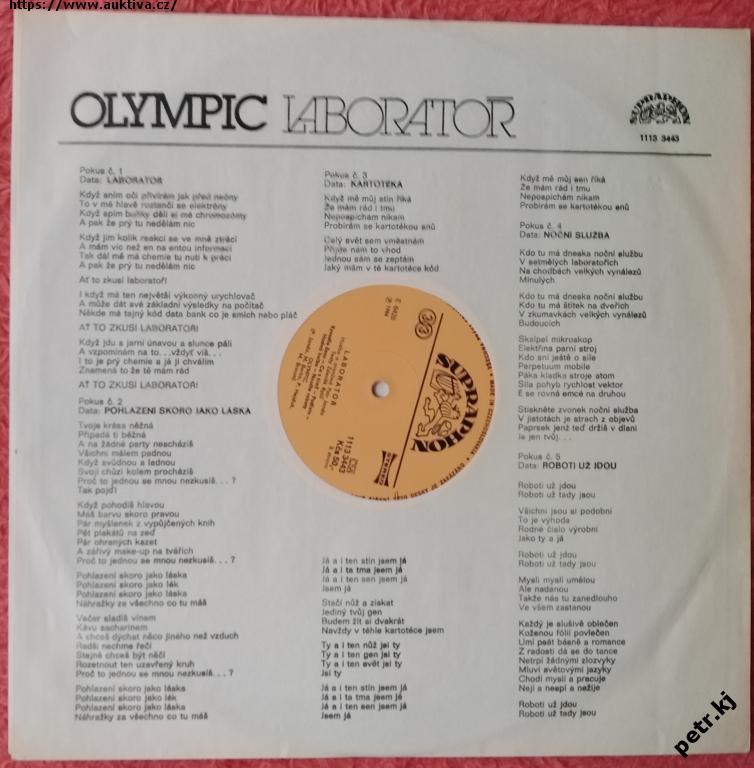 https://www.auktiva.cz/
OLYMPIC LABORATOŘ
SUPRAPHON
1113 3443
Pokus č. 1
Data: LABORATOŘ
Když sním oči přivírám jak před neóny
To v mé hlavě roztančí se elektróny
Když spím buňky dělí si mé chromozómy
A pak že prý tu nedělám nic
Když jím kolik reakcí se ve mně ztrácí
A mám víc než en na entou informací
Tak dál mě má chemie tu nutí k práci
A pak že prý tu nedělám nic
Ať to zkusí laboratoř!
I když má ten největší výkonný urychlovač
A může dát své základní výsledky na počítač
Někde má tajný kód data bank co je smích nebo pláč
AŤ TO ZKUSÍ LABORATOŘ!
Když jdu s jarní únavou a slunce pálí
A vzpomínám na to...vždyť víš...
I to je prý chemie a já ji chválím
Znamená to že tě mám rád
AŤ TO ZKUSÍ LABORATOŘ!
Pokus č. 2
Data: POHLAZENÍ SKORO JAKO LÁSKA
Tvoje krása něžná
Připadá ti běžná
A na žádné party neschází
Všichni málem padnou
Když svůdnou a ladnou
Svojí chůzí kolem procházíš
Proč to jednou se mnou nezkusíš...?
Tak pojď!
Když pohodíš hlavou
Máš barvu skoro pravou
Pár myšlenek z vypůjčených knih
Pět plakátů na zeď
Pár ohraných kazet
A zářivý make-up na tvářích
Proč to jednou se mnou nezkusíš...?
Pohlazení skoro jako láska
Pohlazení skoro jako lék
Pohlazení skoro jako láska
Náhražky za všechno co tu máš
Večer sladíš vínem
Kávu sacharinem
A chceš dýchat něco jiného než vzduch
Radši nechme řečí
Stejně chceš být něčí
Rozetnout ten uzavřený kruh
Proč to jednou se mnou nezkusíš...?
Pohlazení skoro jako láska
Pohlazení skoro jako lék
Pohlazení skoro jako láska
Náhražky za všechno co tu máš
Pokus č. 3
Data: KARTOTÉKA
Když mě můj stín říká
Že mám rád i tmu
Nepospíchám nikam
Probírám se kartotékou snů
Celý svět sem vměstnám
Přijde nám to vhod
Jednou sám se zeptám
Jaký mám v té kartotéce kód
33
SUPRAPHON
LABORATOŘ
1113 3443
Kčs 50,-
STEREO
Já a i ten stín jsem já
Já a i ta tma jsem já
Já a i ten sen jsem já
Jsem já
Stačí nůž a získat
Jediný tvůj gen
Budem žít si dvakrát
Navždy v téhle kartotéce jsem
Ty a i ten nůž jsi ty
Ty a i ten gen jsi ty
Ty a i ten svět jsi ty
Jsi ty
Já a i ten stín jsem já
Já a i ta tma jsem já
Já a i ten sen jsem já
Jsem já
Když mě můj sen říká
Že mám rád i tmu
Nepospíchám nikam
Probírám se kartotékou snů
Pokus č. 4
Data: NOČNÍ SLUŽBA
Kdo tu má dneska noční službu
V setmělých laboratořích
Na chodbách velkých vynálezů
Minulých
Kdo tu má dneska noční službu
Kdo tu má štítek na dveřích
V zkumavkách velkých vynálezů
Budoucích
Skalpel mikroskop
Elektřina parní stroj
Kdo sní ještě o síle
Perpetuum mobile
Páka kladka stroje atom
Síla pohyb rychlost vektor
E se rovná emcé na druhou
Stiskněte zvonek noční služba
V jistotách je strach z objevů
Paprsek jenž teď držíš v dlani
Je jen tvůj...
Pokus č. 5
Data: ROBOTI UŽ JDOU
Roboti už jdou
Roboti už tady jsou
Všichni jsou si podobní
To je výhoda
Rodné číslo výrobní
Jako ty a já
Roboti už jdou
Roboti už tady jsou
Myslí myslí umělou
Ale nadanou
Takže nás tu zanedlouho
Ve všem zastanou
Každý je slušivě oblečen
Koženou fólií povlečen
Umí psát básně a romance
Z radosti dá se do tance
Netrpí žádnými zlozvyky
Mluví světovými jazyky
Chodí myslí a pracuje
Nejí a nespí a nežije
Roboti už jdou
Roboti už tady jsou
petr.kj